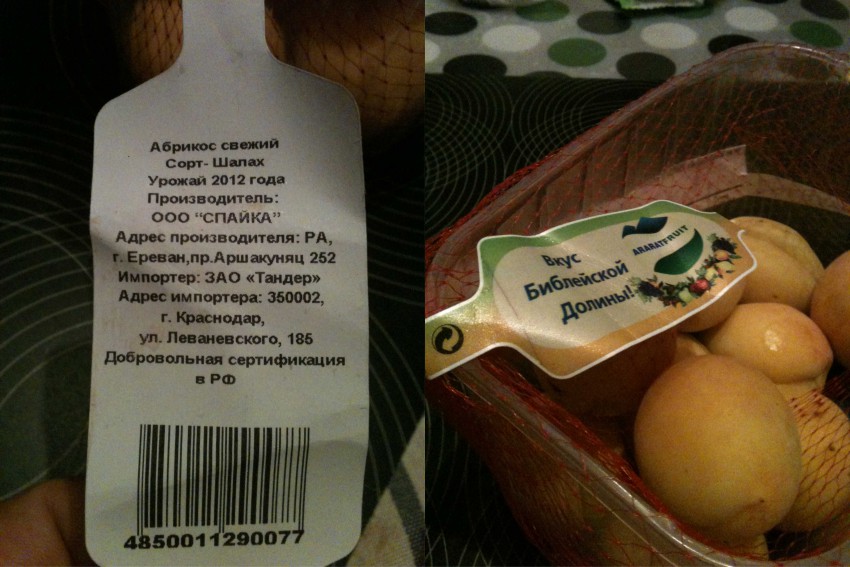 Абрикос свежий
Сорт- Шалах
Урожай 2012 года
Производитель:
ООО "СПАЙКА"
Адрес производителя: РА,
г. Ереван,пр.Аршакуняц 252
Импортер: ЗАО «Тандер»
Адрес импортера: 350002,
г. Краснодар,
ул. Леваневского, 185
Добровольная сертификация
в РФ
4850011290077
ARARATFRUIT
Вкус
Библейской
Долины!